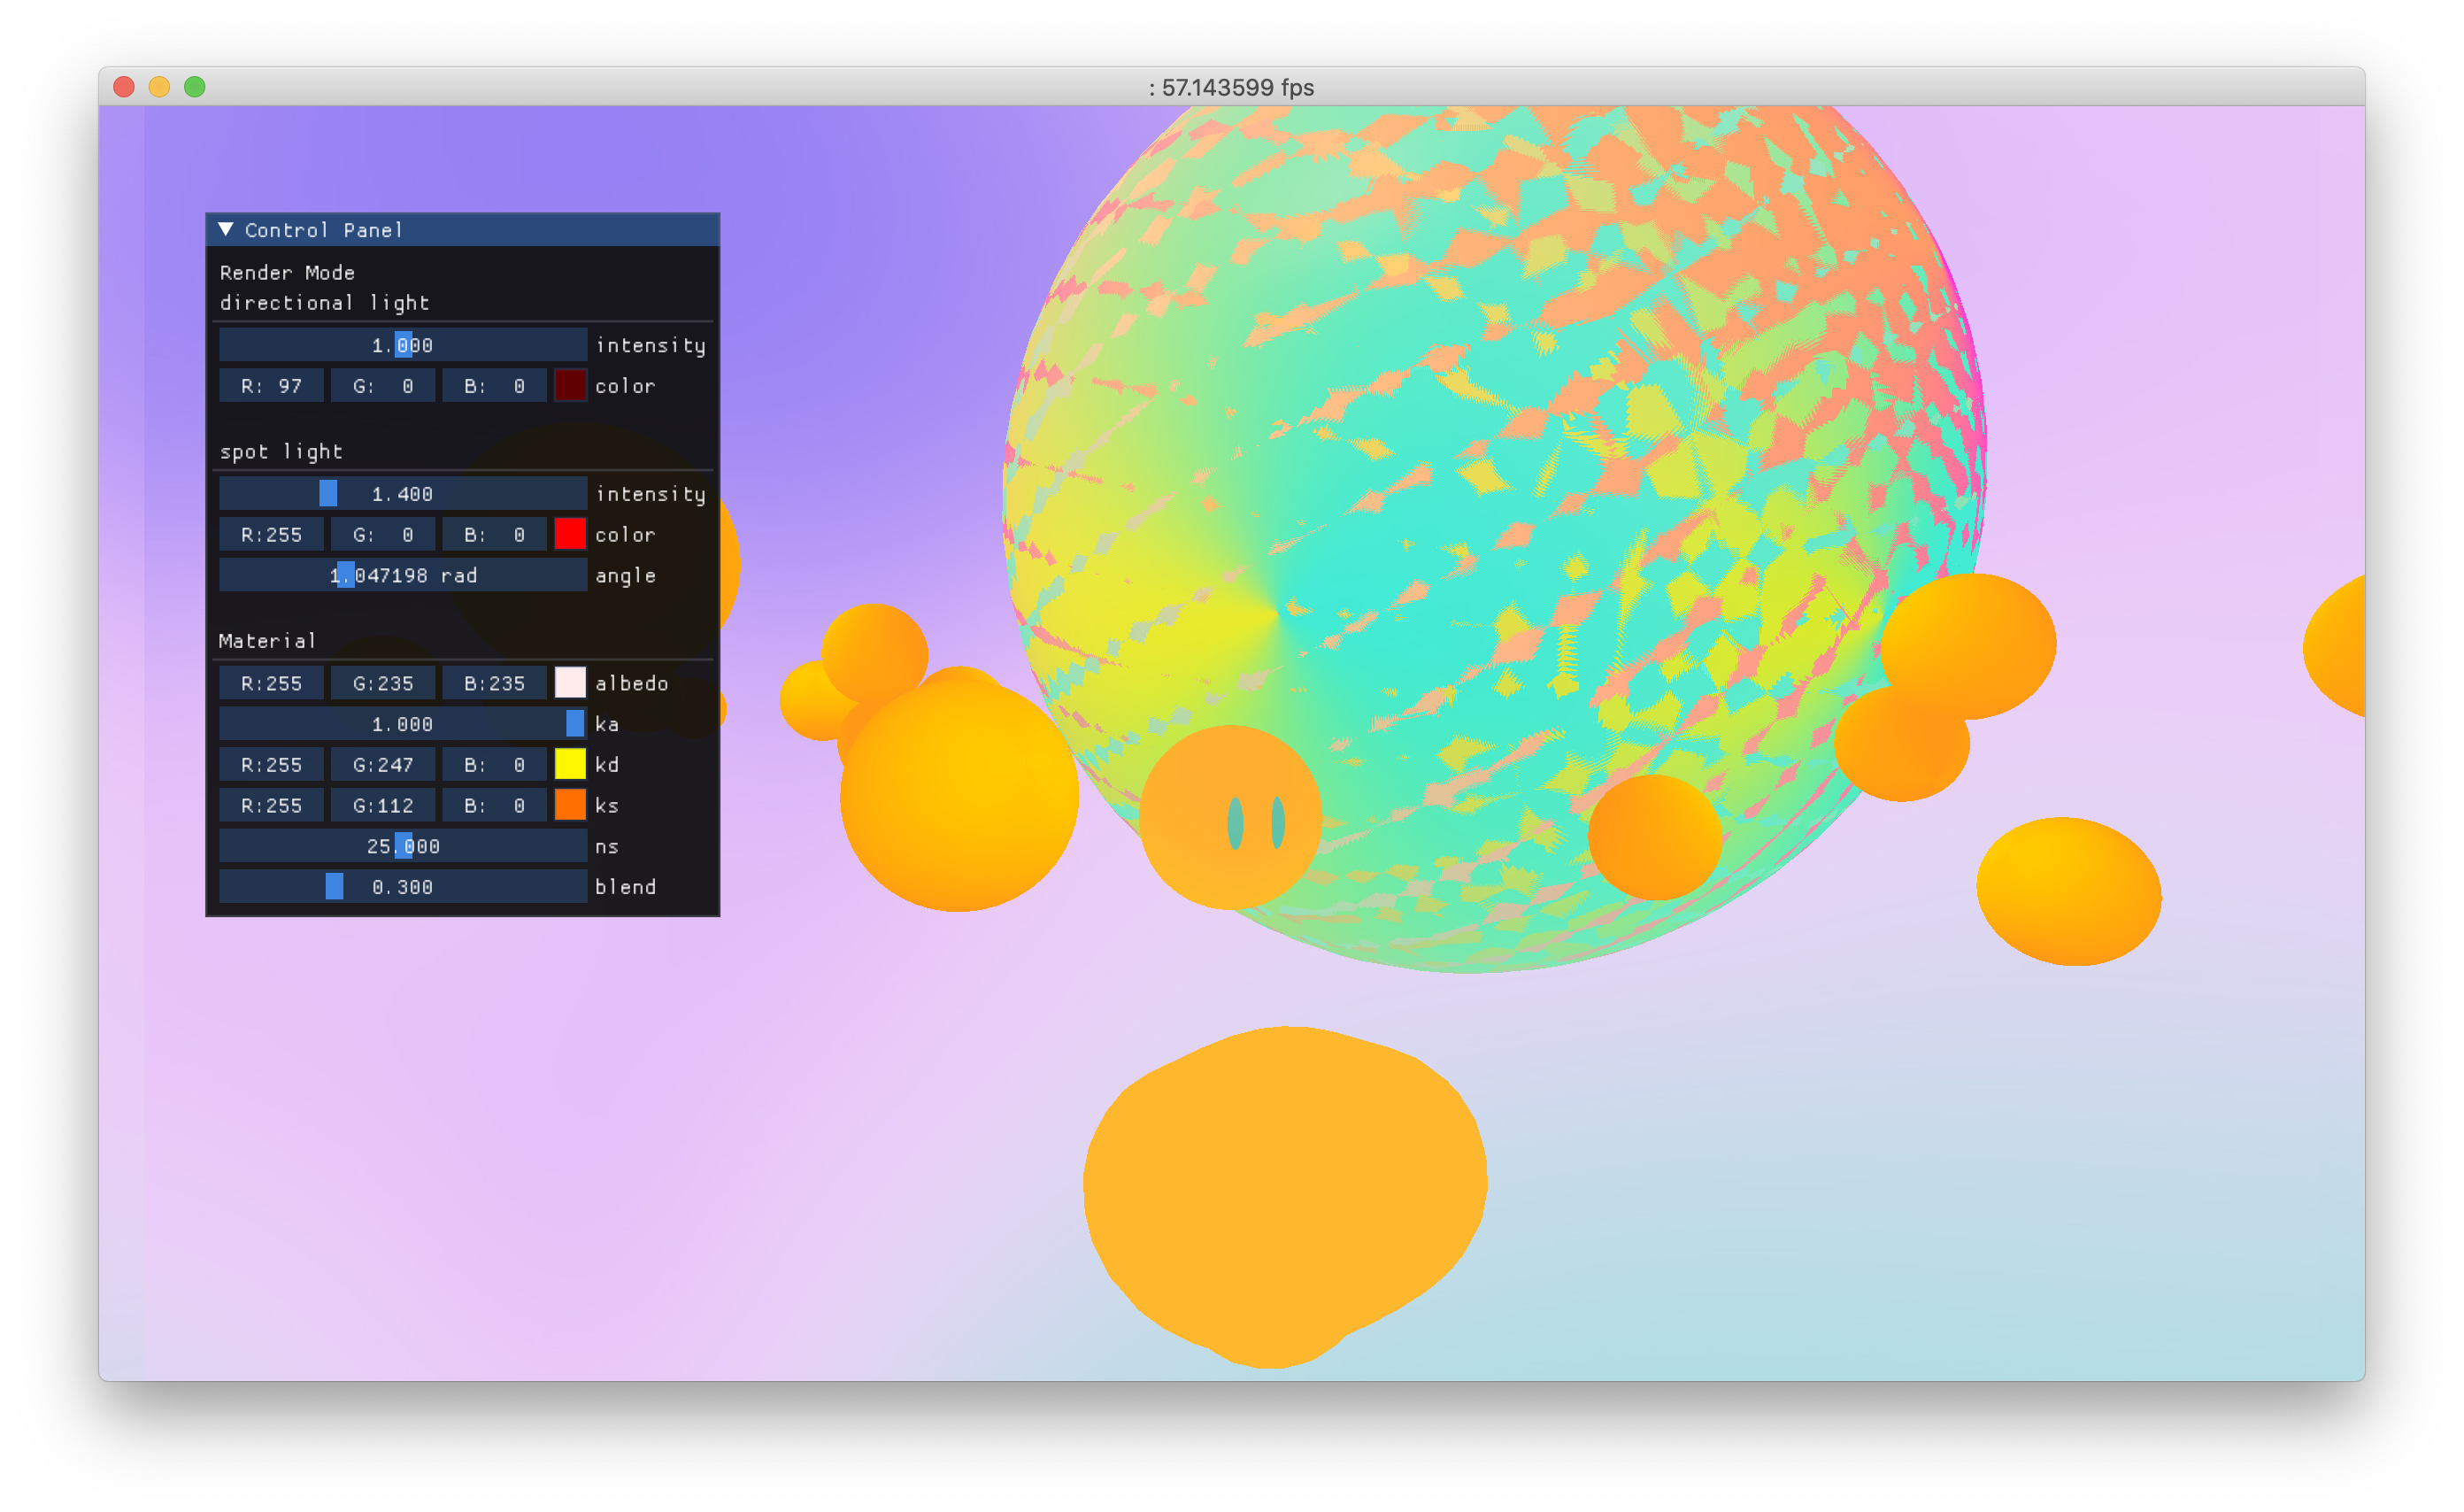 : 57.143599 fps
Control Panel
Render Mode
directional light
1.000 intensity
R: 97 G: 0 B: 0 color
spot light
1.400 intensity
R:255 G: 0 B: 0 color
1.047198 rad angle
Material
R:255 G:235 B:235 albedo
1.000 ka
R:255 G:247 B: 0 kd
R:255 G:112 B: 0 ks
25.000 ns
0.300 blend